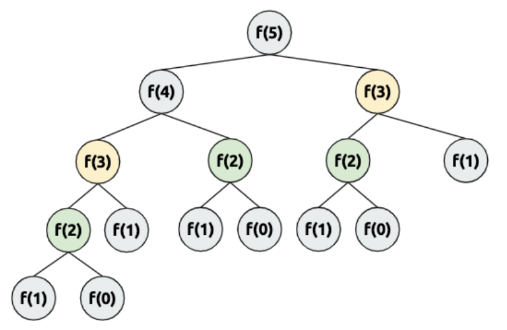 f(5)
f(4) f(3)
f(3) f(2) f(2) f(1)
f(2) f(1) f(1) f(0) f(1) f(0)
f(1) f(0)